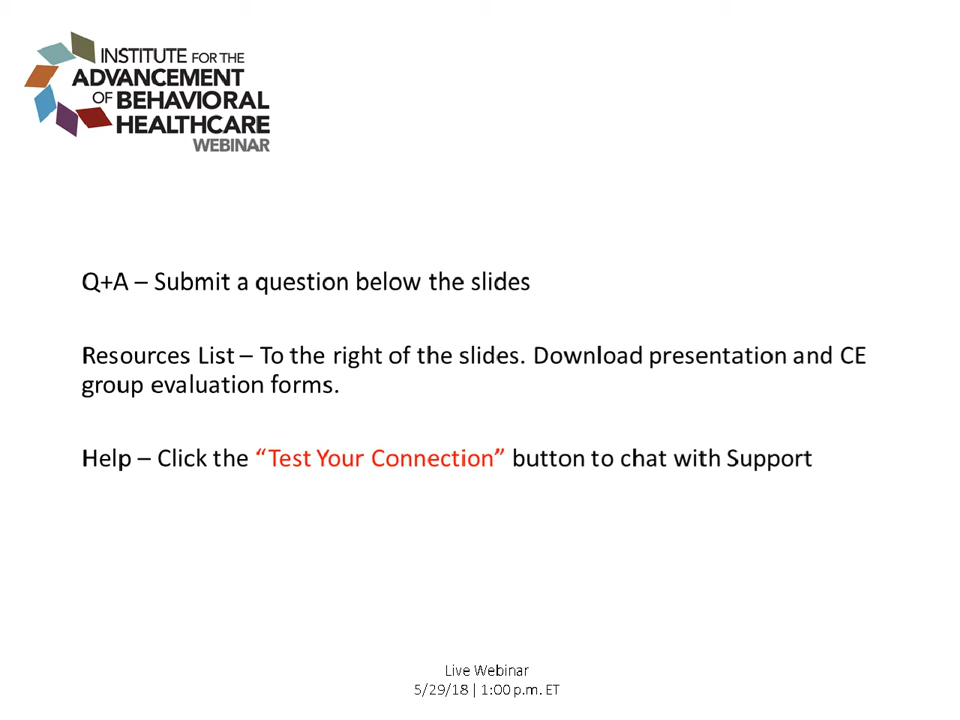 INSTITUTE FOR THE
ADVANCEMENT
OF BEHAVIORAL
HEALTHCARE
WEBINAR
Q+A – Submit a question below the slides
Resources List – To the right of the slides. Download presentation and CE
group evaluation forms.
Help – Click the “Test Your Connection” button to chat with Support
Live Webinar
5/29/18 | 1:00 p.m. ET